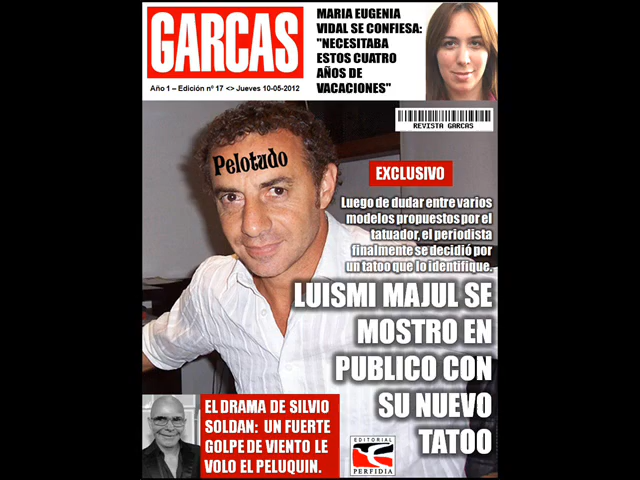 GARCAS
Año 1 – Edición nº 17 <> Jueves 10-05-2012
MARIA EUGENIA
VIDAL SE CONFIESA:
"NECESITABA
ESTOS CUATRO
AÑOS DE
VACACIONES"
REVISTA GARCAS
Pelotudo
EXCLUSIVO
Luego de dudar entre varios
modelos propuestos por el
tatuador, el periodista
finalmente se decidió por
un tatoo que lo identifique.
LUISMI MAJUL SE
MOSTRO EN
PUBLICO CON
SU NUEVO
TATOO
EL DRAMA DE SILVIO
SOLDAN: UN FUERTE
GOLPE DE VIENTO LE
VOLO EL PELUQUIN.
EDITORIAL
PERFIDIA